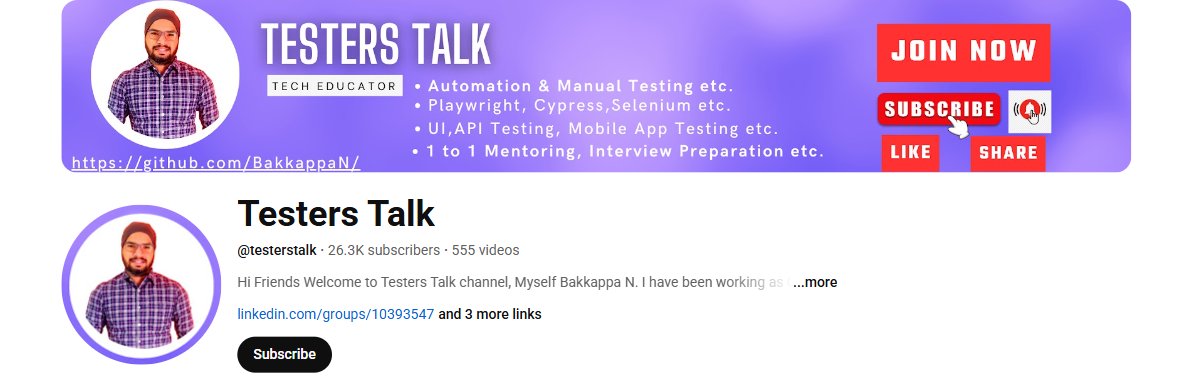 TESTERS TALK
TECH EDUCATOR
• Automation & Manual Testing etc.
• Playwright, Cypress,Selenium etc.
• UI,API Testing, Mobile App Testing etc.
• 1 to 1 Mentoring, Interview Preparation etc.
https://github.com/BakkappaN/
JOIN NOW
SUBSCRIBE
LIKE
SHARE
Testers Talk
@testerstalk · 26.3K subscribers · 555 videos
Hi Friends Welcome to Testers Talk channel, Myself Bakkappa N. I have been working as ...more
linkedin.com/groups/10393547 and 3 more links
Subscribe